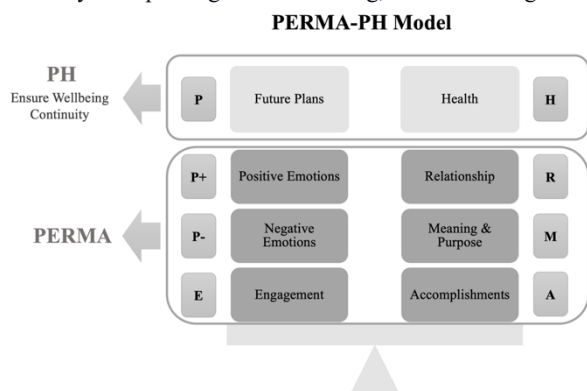 PERMA-PH Model
PH
Ensure Wellbeing
Continuity
P
Future Plans
Health
H
P+
Positive Emotions
Relationship
R
PERMA
P-
Negative
Emotions
Meaning &
Purpose
M
E
Engagement
Accomplishments
A